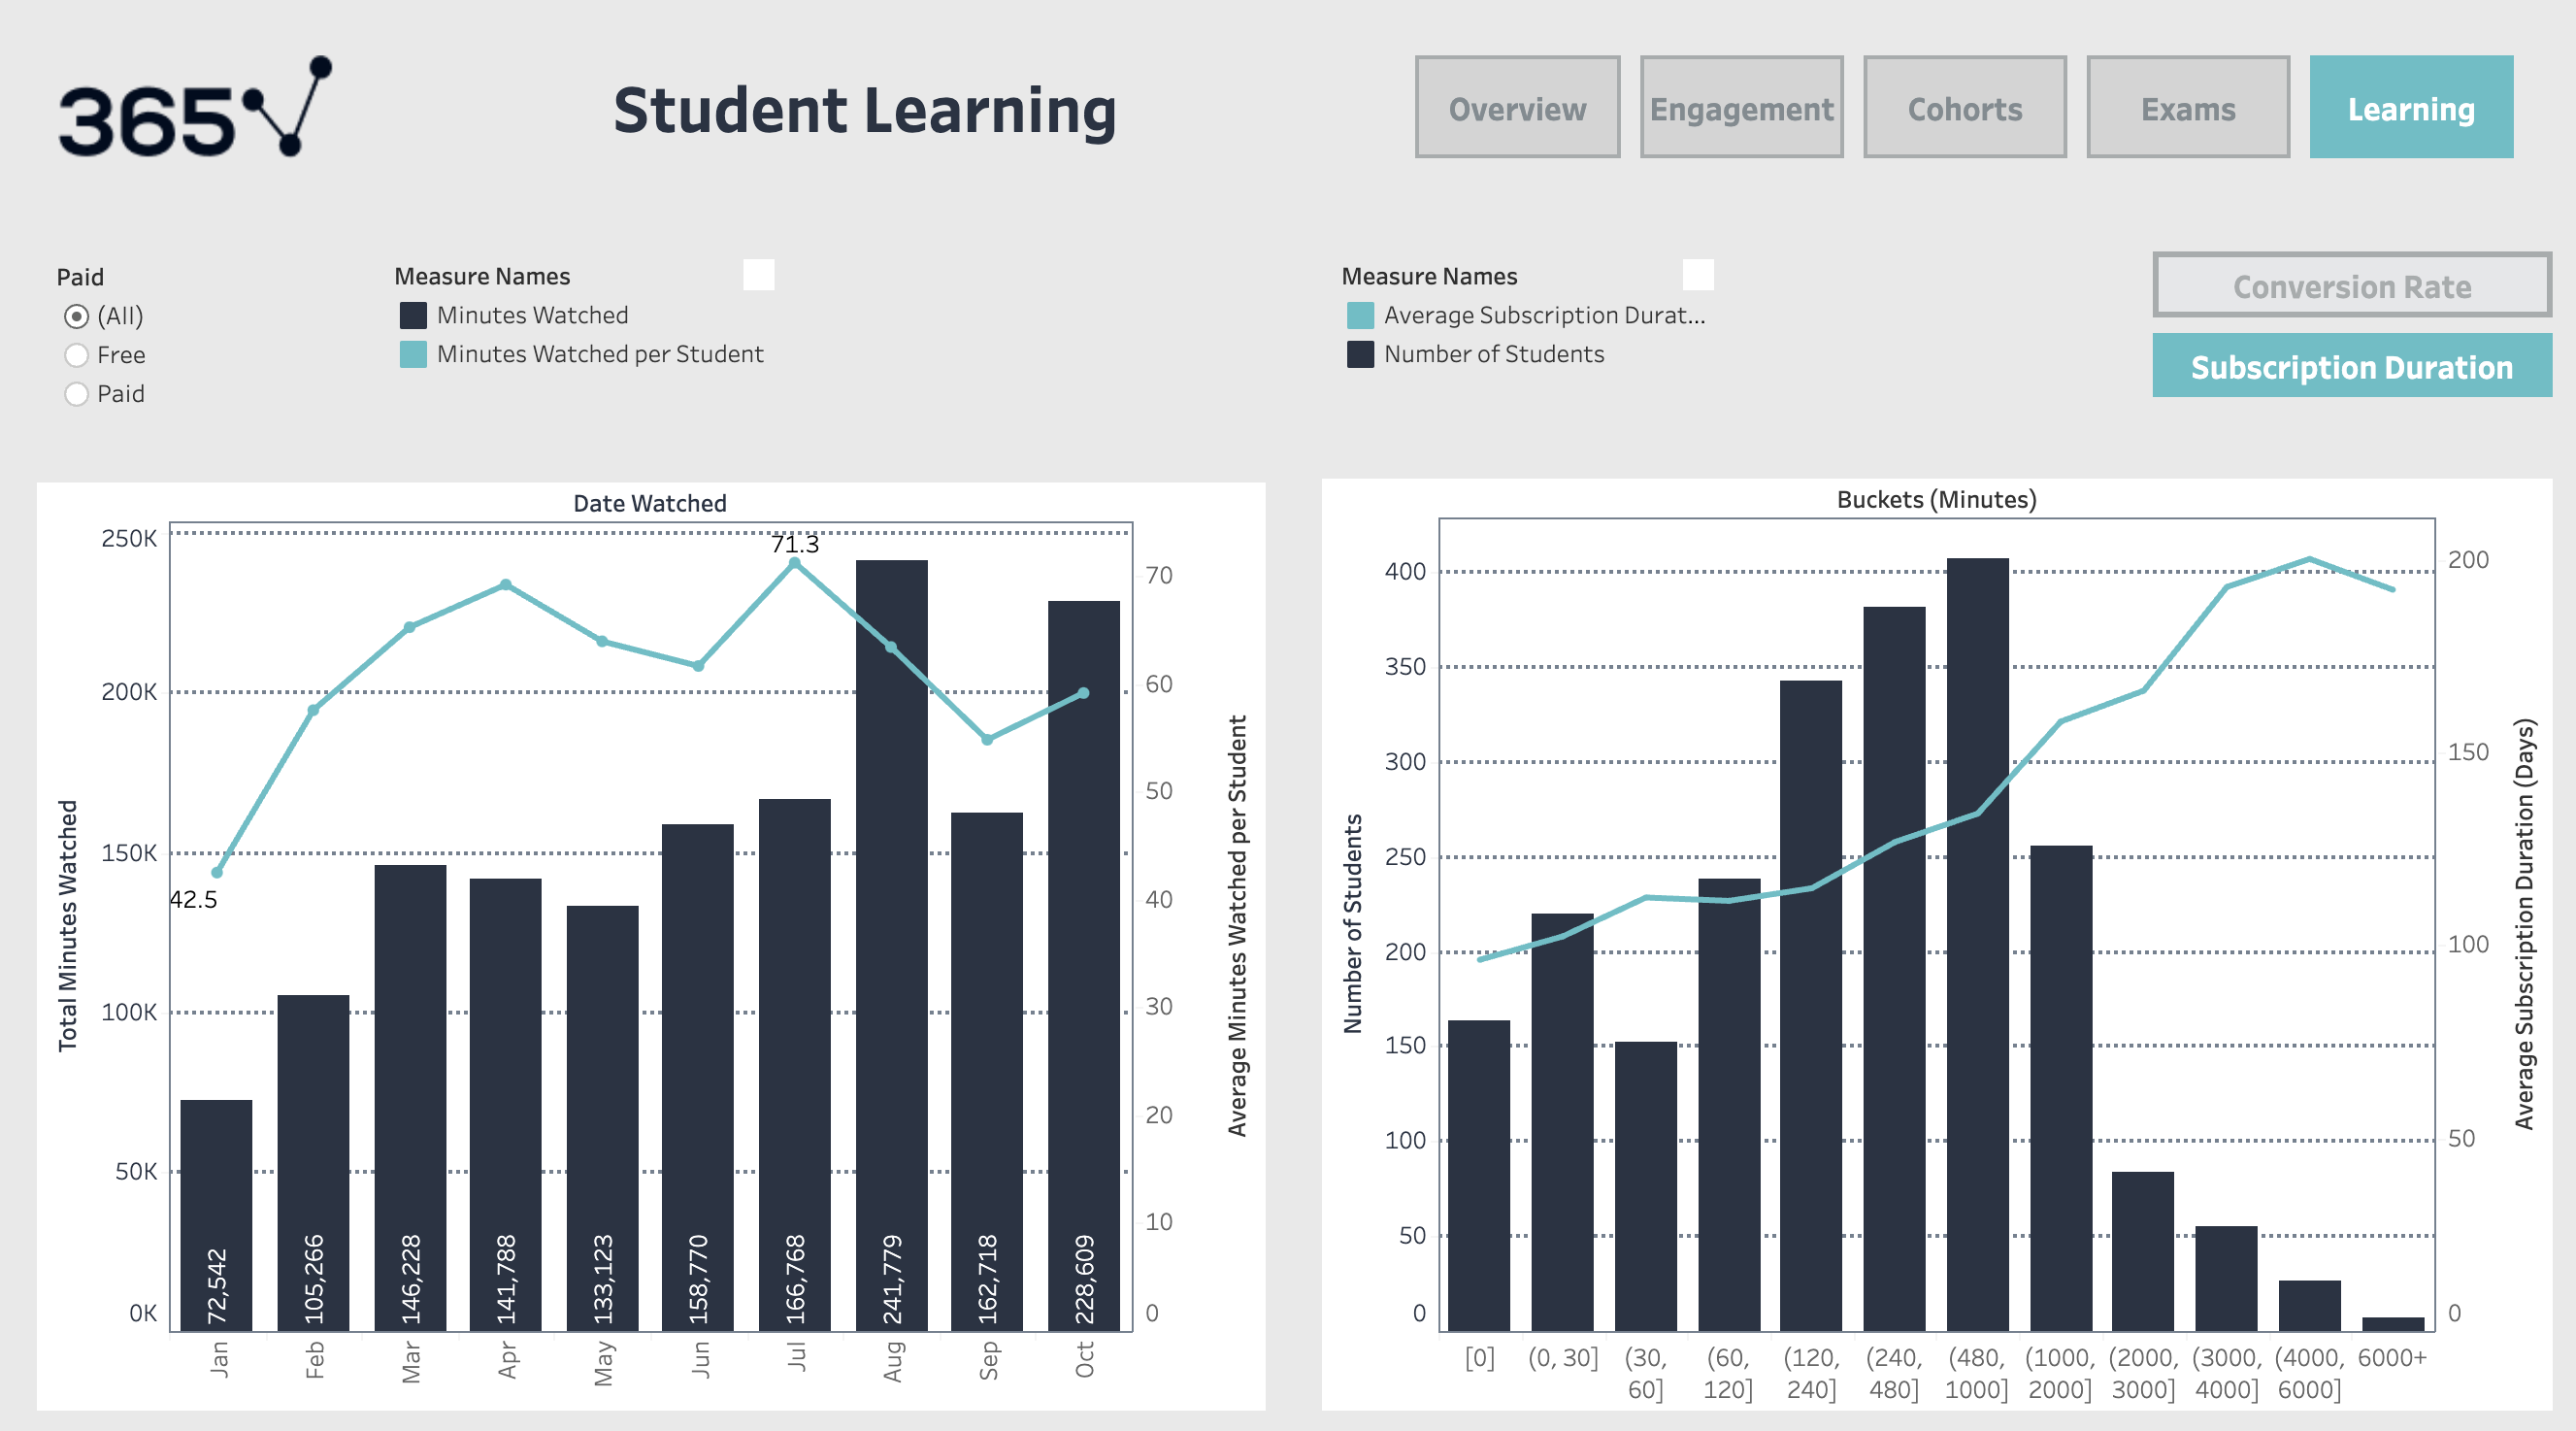 365
Student Learning
Overview
Engagement
Cohorts
Exams
Learning
Paid
(All)
Free
Paid
Measure Names
Minutes Watched
Minutes Watched per Student
Measure Names
Average Subscription Durat...
Number of Students
Conversion Rate
Subscription Duration
Date Watched
Total Minutes Watched
250K
200K
150K
100K
50K
0K
42.5
71.3
72,542
105,266
146,228
141,788
133,123
158,770
166,768
241,779
162,718
228,609
Jan
Feb
Mar
Apr
May
Jun
Jul
Aug
Sep
Oct
70
60
50
40
30
20
10
0
Average Minutes Watched per Student
Buckets (Minutes)
Number of Students
400
350
300
250
200
150
100
50
0
[0]
(0, 30]
(30,
60]
(60,
120]
(120,
240]
(240,
480]
(480,
1000]
(1000,
2000]
(2000,
3000]
(3000,
4000]
(4000,
6000]
6000+
200
150
100
50
0
Average Subscription Duration (Days)